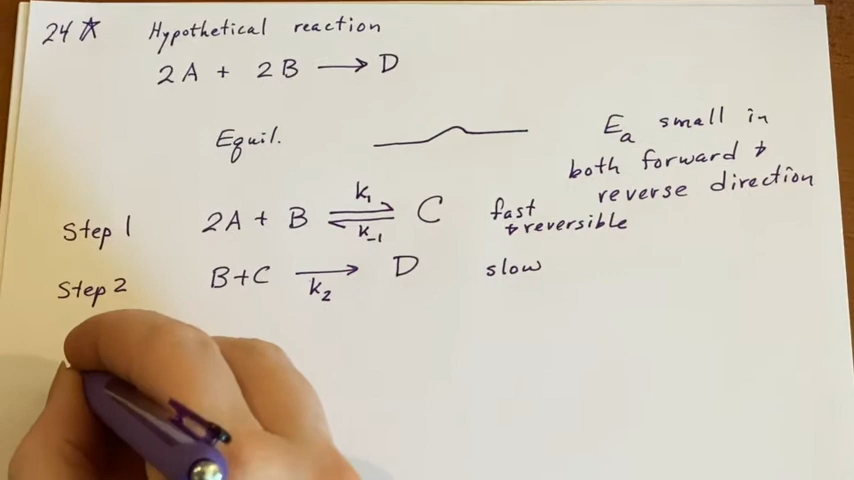 24☆ Hypothetical reaction
2A + 2B ⟶ D
Equil.
Ea small in
both forward +
reverse direction
Step 1 2A + B ⇌ C k1 k-1 fast
+ reversible
Step 2 B+C ⟶ D k2 slow